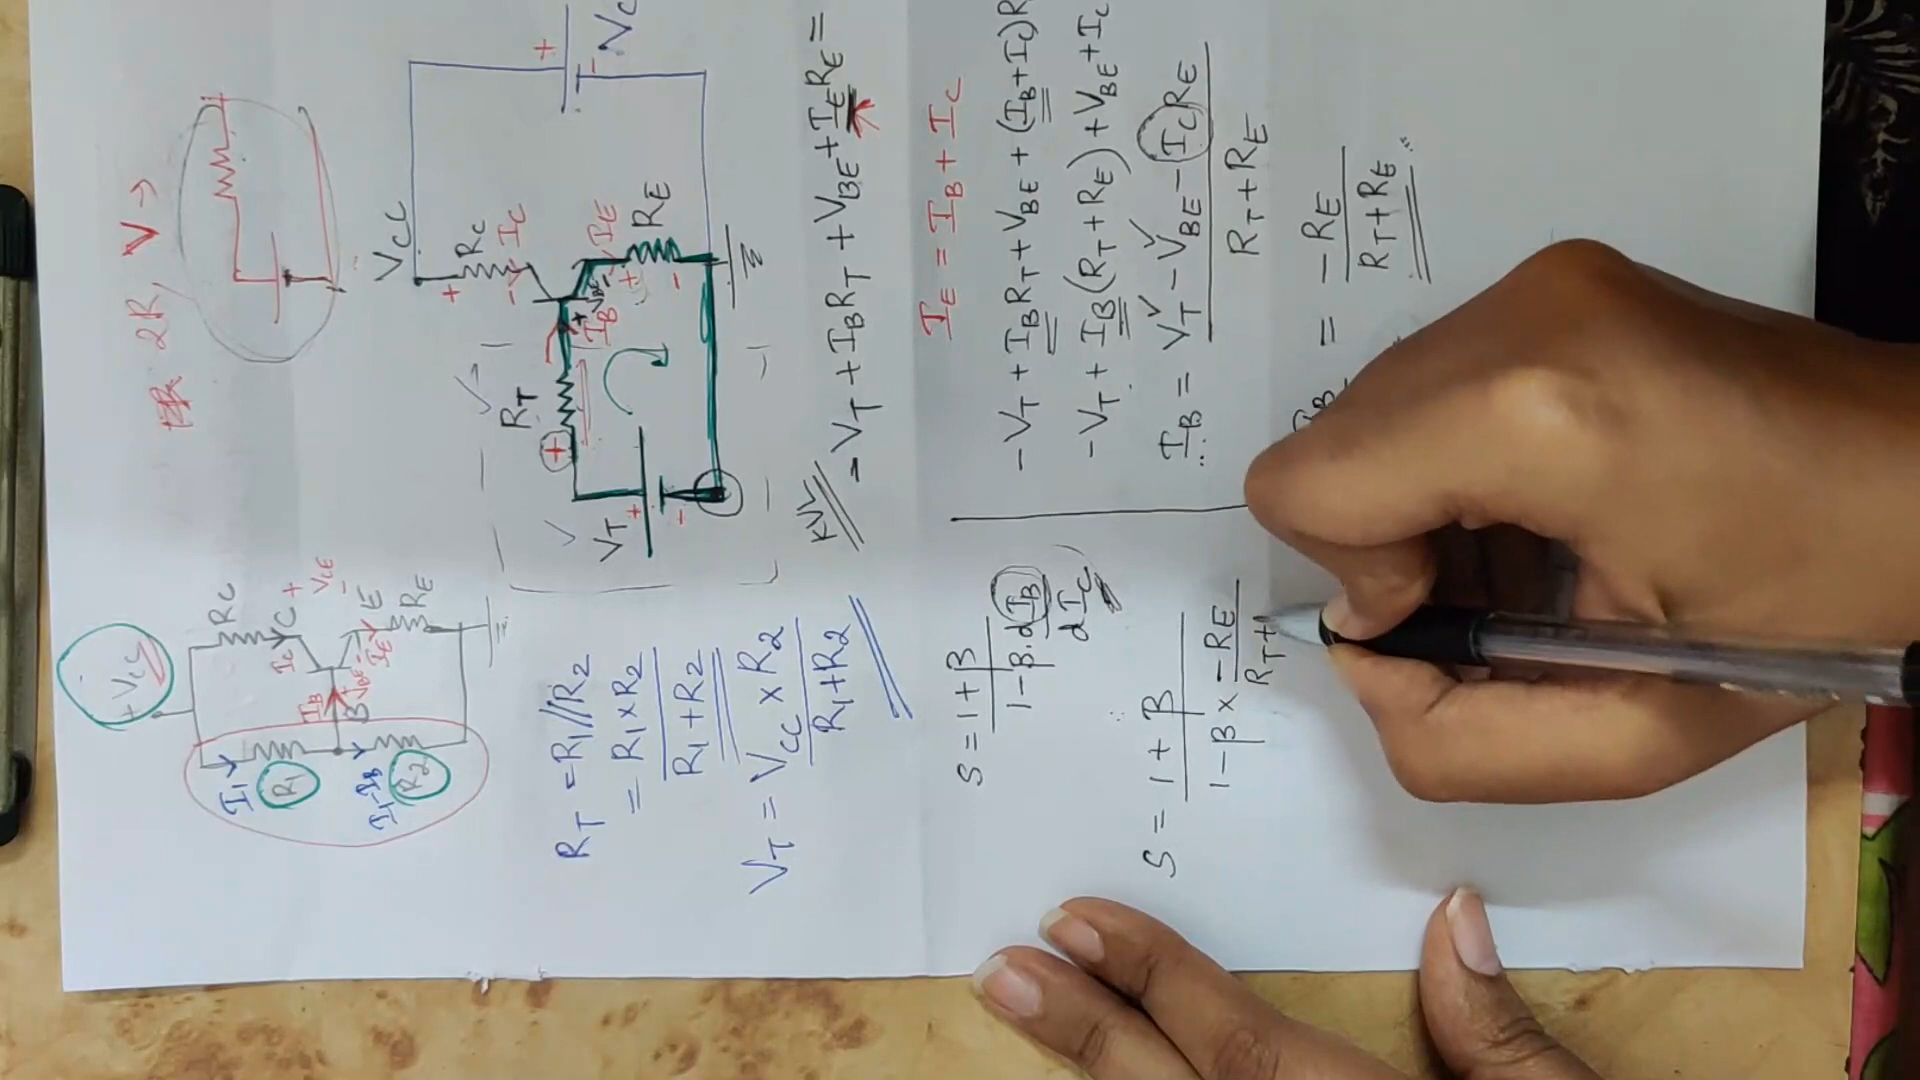 2R, V→
+VCC
RC
IC
C +
VCE
-
E
IE
RE
IB
B
VBE
I1
R1
I1-IB
R2
VCC
+ RC -
IC
+ -
IE
+ RE -
+ VBE -
IB
RT
+
VT
+ -
RT = R1//R2
= R1×R2
R1+R2
VT = VCC × R2
R1+R2
KVL
-VT + IBRT + VBE + IERE =
IE = IB + IC
-VT + IBRT + VBE + (IB+IC)R
-VT + IB(RT+RE) + VBE + IC
IB = VT - VBE - ICRE
RT+RE
= -RE
RT+RE
S = 1+β
1-β.dIB
dIC
∴ S = 1+β
1-β × -RE
RT+